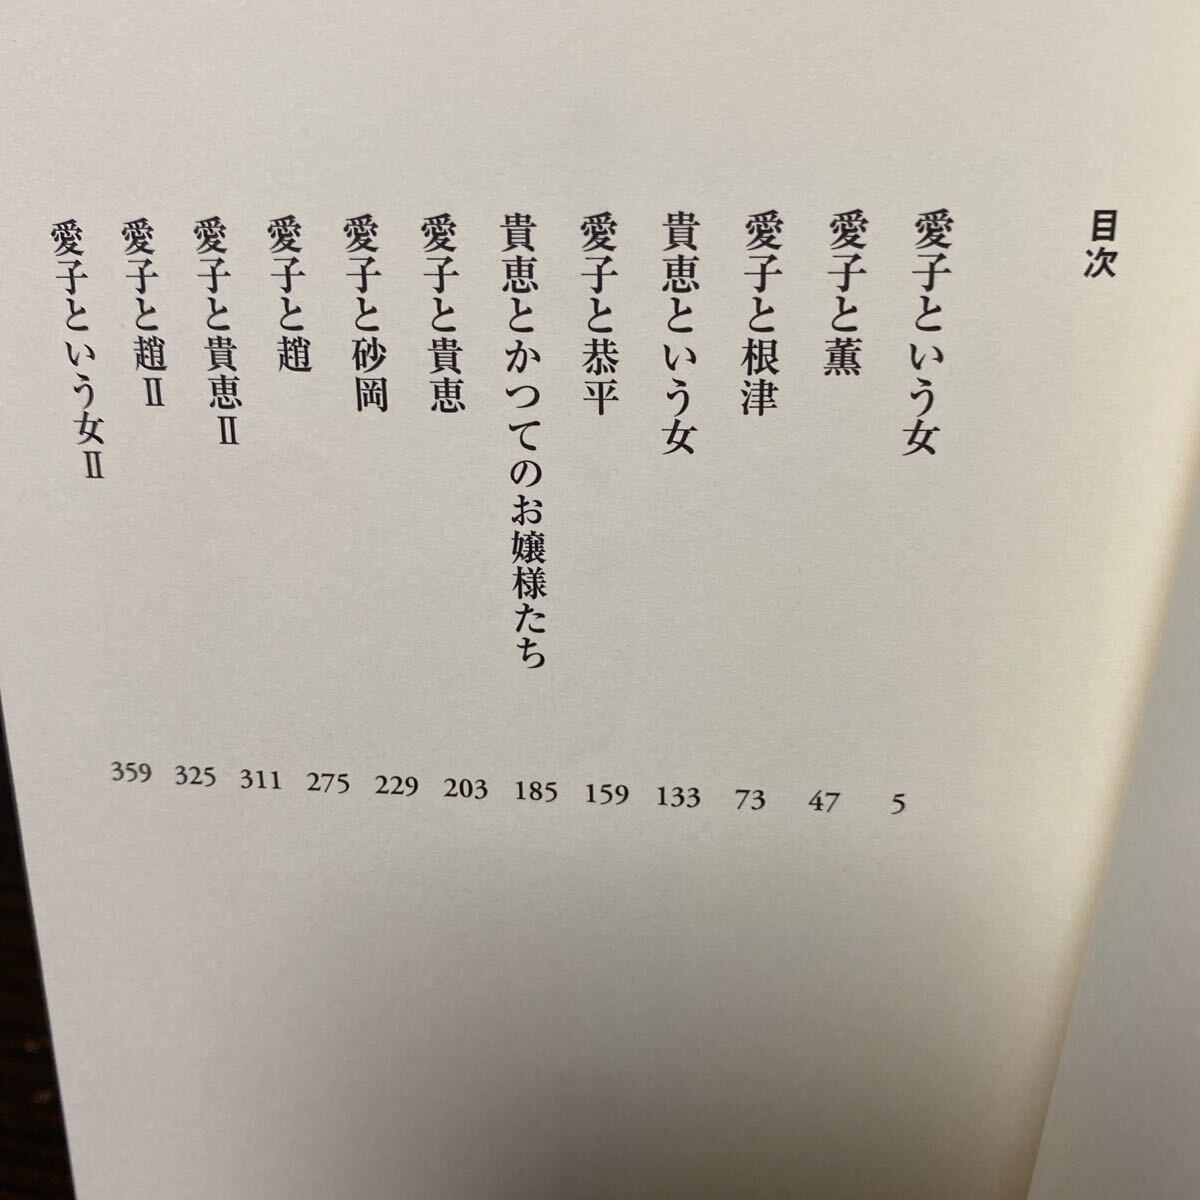 目次
愛子という女 5
愛子と薫 47
愛子と根津 73
貴恵という女 133
愛子と恭平 159
貴恵とかつてのお嬢様たち 185
愛子と貴恵 203
愛子と砂岡 229
愛子と趙 275
愛子と貴恵Ⅱ 311
愛子と趙Ⅱ 325
愛子という女Ⅱ 359